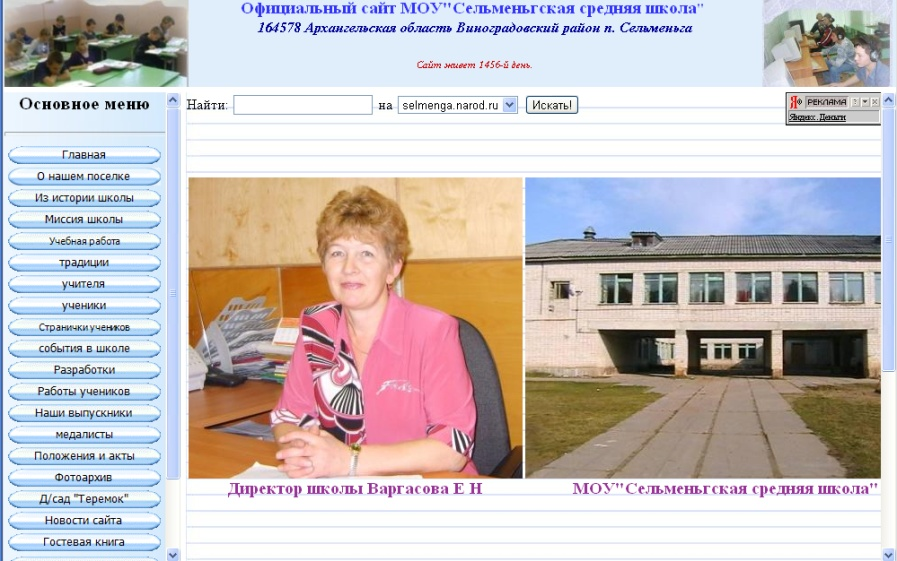 Официальный сайт МОУ"Сельменьгская средняя школа"
164578 Архангельская область Виноградовский район п. Сельменьга
Сайт живет 1456-й день.
Основное меню
Главная
О нашем поселке
Из истории школы
Миссия школы
Учебная работа
традиции
учителя
ученики
Странички учеников
события в школе
Разработки
Работы учеников
Наши выпускники
медалисты
Положения и акты
Фотоархив
Д/сад "Теремок"
Новости сайта
Гостевая книга
Найти: на selmenga.narod.ru Искать!
Я РЕКЛАМА ?
Яндекс.Деньги
Директор школы Варгасова Е Н
МОУ"Сельменьгская средняя школа"